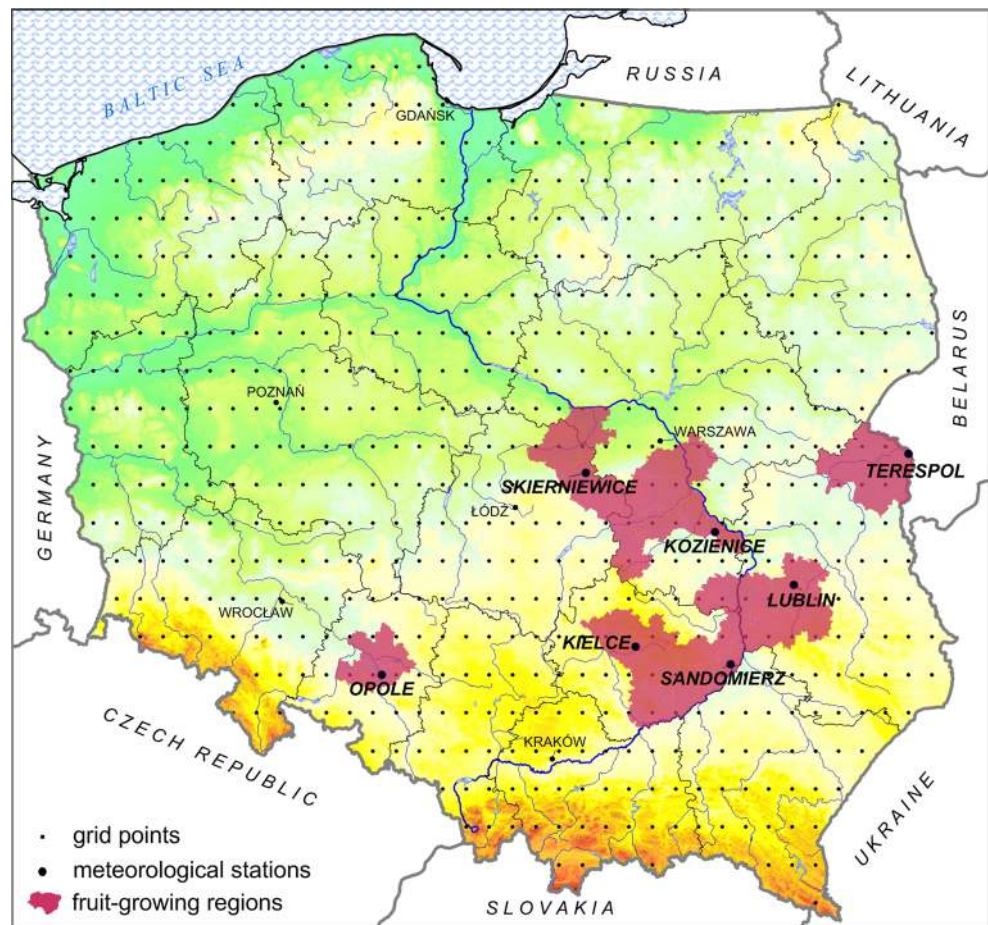 BALTIC SEA
RUSSIA
LITHUANIA
GDAŃSK
BELARUS
POZNAŃ
WARSZAWA
TERESPOL
SKIERNIEWICE
GERMANY
ŁÓDŹ
KOZIENICE
LUBLIN
WROCŁAW
KIELCE
OPOLE
SANDOMIERZ
CZECH REPUBLIC
KRAKÓW
UKRAINE
grid points
meteorological stations
fruit-growing regions
SLOVAKIA